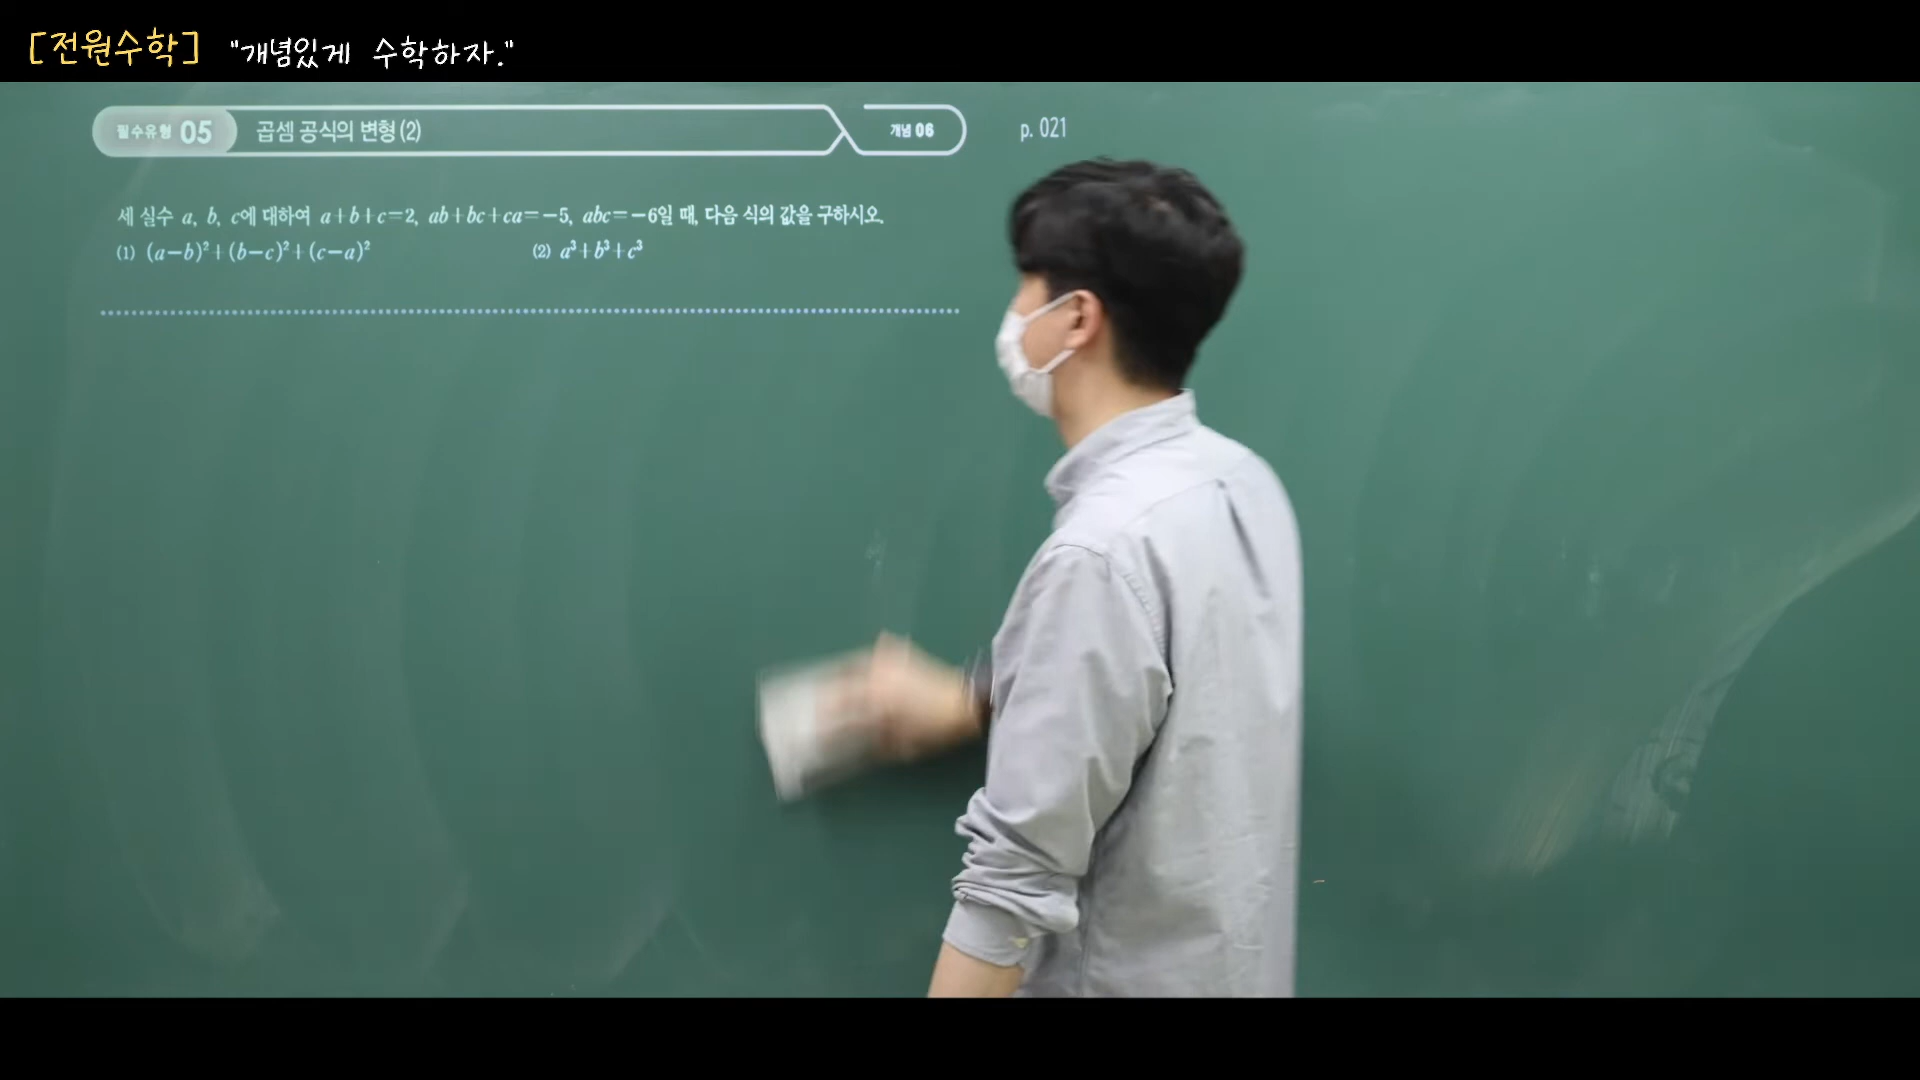 [전원수학] "개념있게 수학하자."
필수유형 05 곱셈 공식의 변형 (2) 개념 06 p. 021
세 실수 a, b, c에 대하여 a+b+c=2, ab+bc+ca=-5, abc=-6일 때, 다음 식의 값을 구하시오.
(1) (a-b)²+(b-c)²+(c-a)² (2) a³+b³+c³